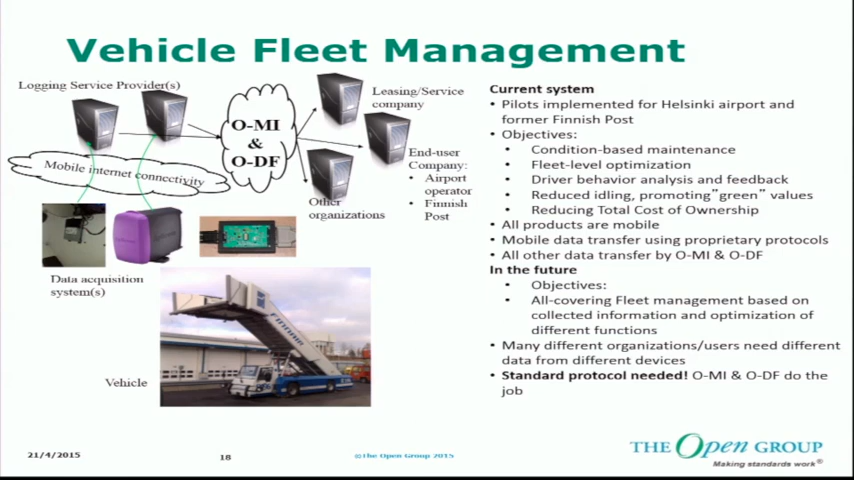 Vehicle Fleet Management
Logging Service Provider(s)
O-MI
&
O-DF
Leasing/Service
company
End-user
Company:
• Airport
operator
• Finnish
Post
Other
organizations
Mobile internet connectivity
Data acquisition
system(s)
FINNAIR
Vehicle
Current system
• Pilots implemented for Helsinki airport and
former Finnish Post
• Objectives:
• Condition-based maintenance
• Fleet-level optimization
• Driver behavior analysis and feedback
• Reduced idling, promoting"green" values
• Reducing Total Cost of Ownership
• All products are mobile
• Mobile data transfer using proprietary protocols
• All other data transfer by O-MI & O-DF
In the future
• Objectives:
• All-covering Fleet management based on
collected information and optimization of
different functions
• Many different organizations/users need different
data from different devices
• Standard protocol needed! O-MI & O-DF do the
job
21/4/2015
18
©The Open Group 2015
THE Open GROUP
Making standards work®